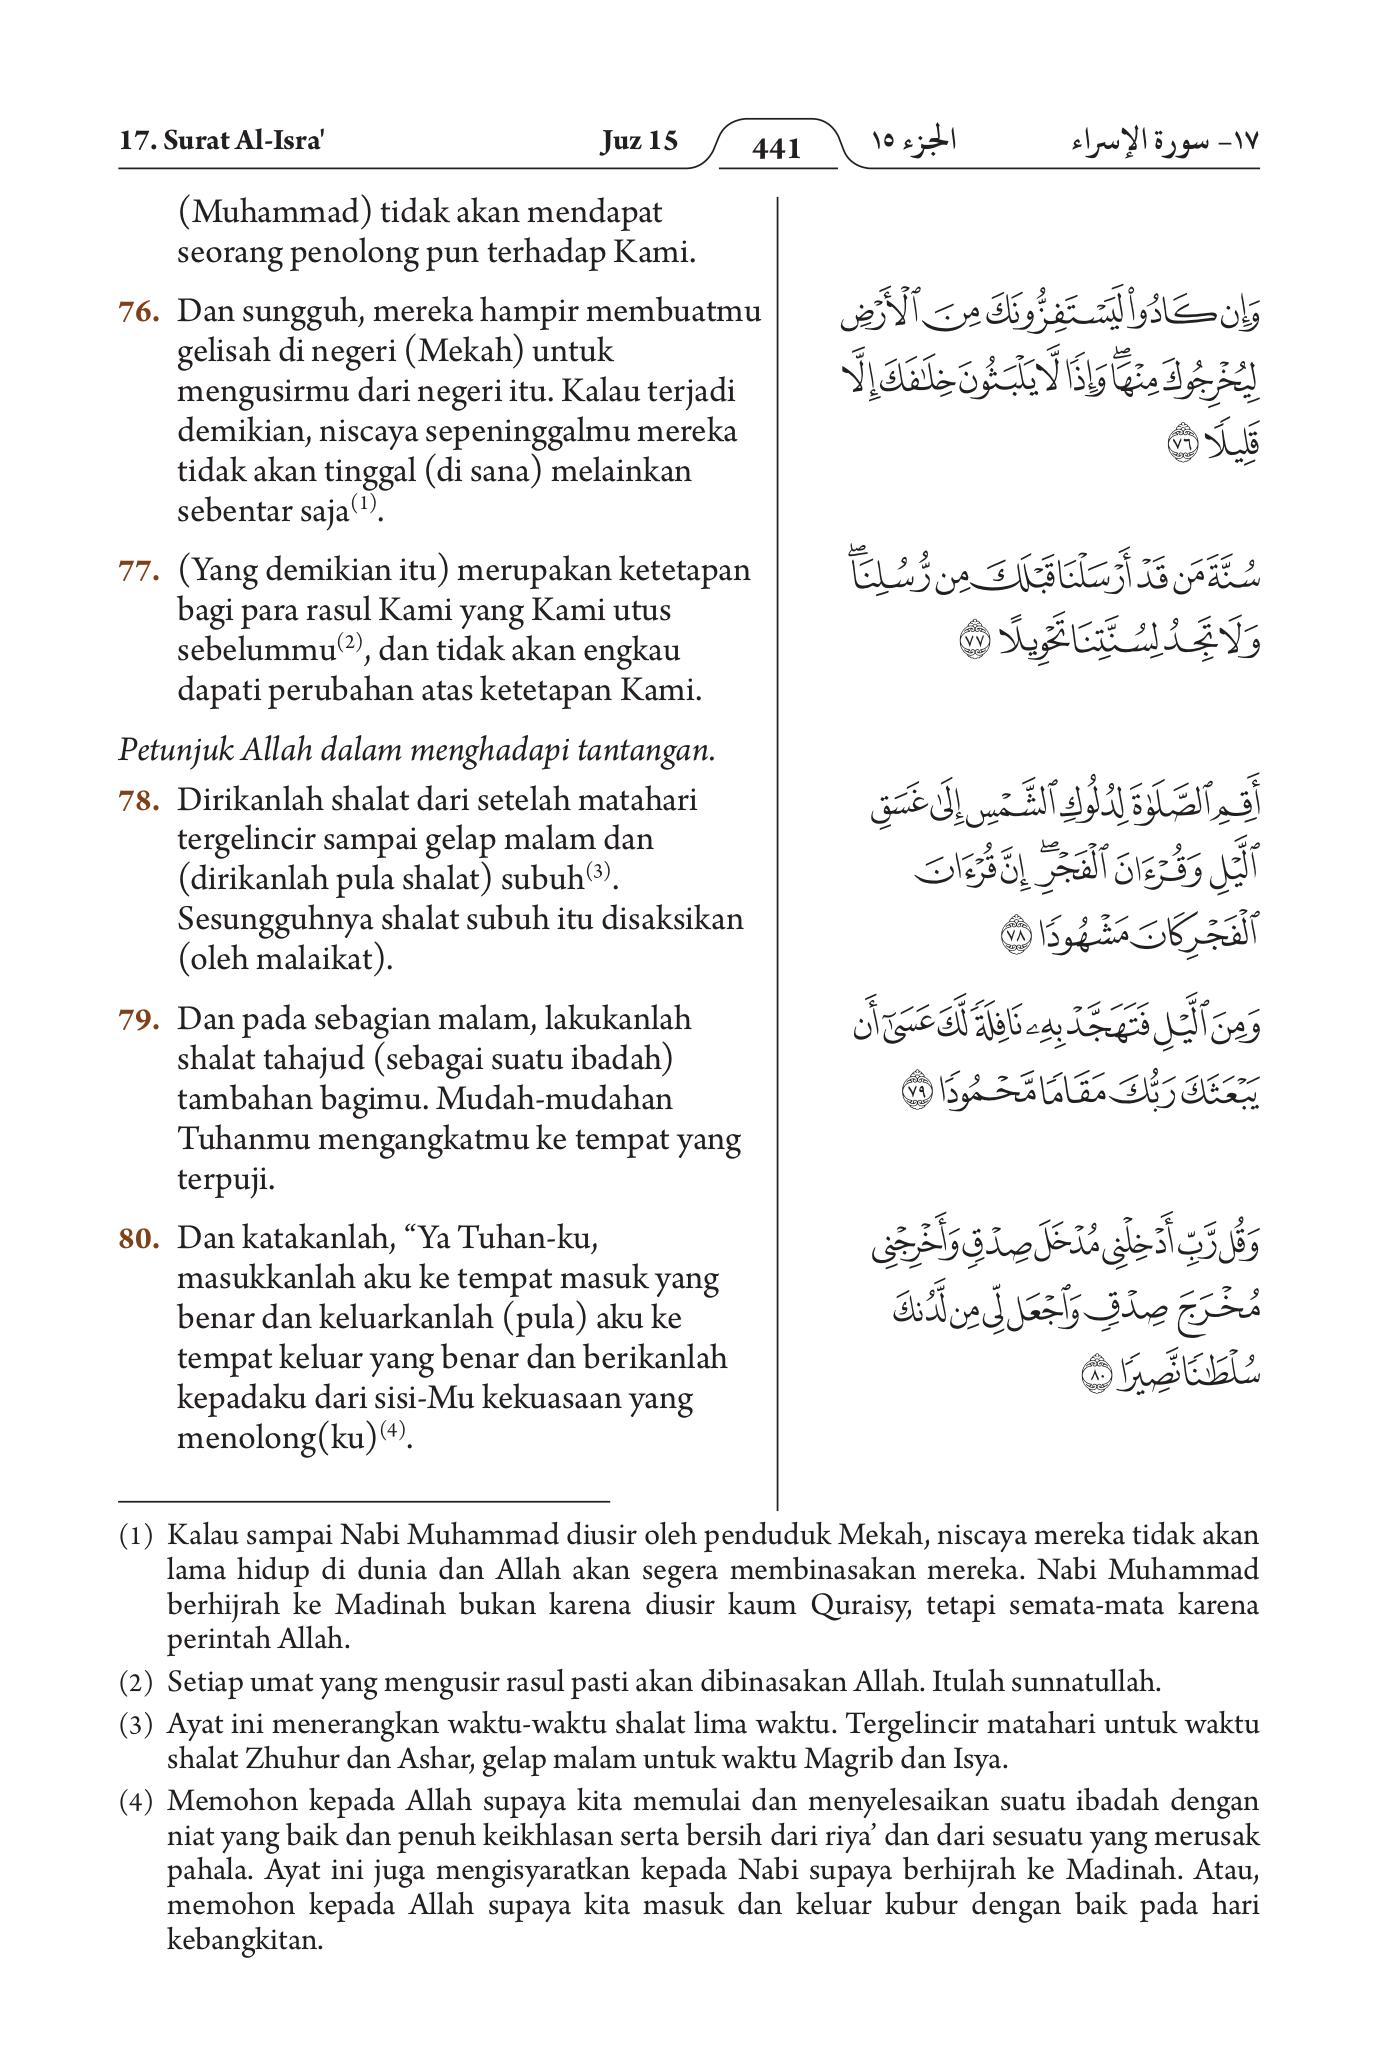 17. Surat Al-Isra'
Juz 15
441
الجزء ١٥
١٧- سورة الإسراء
(Muhammad) tidak akan mendapat
seorang penolong pun terhadap Kami.
76. Dan sungguh, mereka hampir membuatmu
gelisah di negeri (Mekah) untuk
mengusirmu dari negeri itu. Kalau terjadi
demikian, niscaya sepeninggalmu mereka
tidak akan tinggal (di sana) melainkan
sebentar saja(1).
77. (Yang demikian itu) merupakan ketetapan
bagi para rasul Kami yang Kami utus
sebelummu(2), dan tidak akan engkau
dapati perubahan atas ketetapan Kami.
Petunjuk Allah dalam menghadapi tantangan.
78. Dirikanlah shalat dari setelah matahari
tergelincir sampai gelap malam dan
(dirikanlah pula shalat) subuh(3).
Sesungguhnya shalat subuh itu disaksikan
(oleh malaikat).
79. Dan pada sebagian malam, lakukanlah
shalat tahajud (sebagai suatu ibadah)
tambahan bagimu. Mudah-mudahan
Tuhanmu mengangkatmu ke tempat yang
terpuji.
80. Dan katakanlah, “Ya Tuhan-ku,
masukkanlah aku ke tempat masuk yang
benar dan keluarkanlah (pula) aku ke
tempat keluar yang benar dan berikanlah
kepadaku dari sisi-Mu kekuasaan yang
menolong(ku)(4).
وَإِن كَادُواْ لَيَسْتَفِزُّونَكَ مِنَ ٱلْأَرْضِ
لِيُخْرِجُوكَ مِنْهَاۖ وَإِذًا لَّا يَلْبَثُونَ خِلَٰفَكَ إِلَّا
قَلِيلًا ٧٦
سُنَّةَ مَن قَدْ أَرْسَلْنَا قَبْلَكَ مِن رُّسُلِنَاۖ
وَلَا تَجِدُ لِسُنَّتِنَا تَحْوِيلًا ٧٧
أَقِمِ ٱلصَّلَوٰةَ لِدُلُوكِ ٱلشَّمْسِ إِلَىٰ غَسَقِ
ٱلَّيْلِ وَقُرْءَانَ ٱلْفَجْرِۖ إِنَّ قُرْءَانَ
ٱلْفَجْرِ كَانَ مَشْهُودًا ٧٨
وَمِنَ ٱلَّيْلِ فَتَهَجَّدْ بِهِۦ نَافِلَةً لَّكَ عَسَىٰٓ أَن
يَبْعَثَكَ رَبُّكَ مَقَامًا مَّحْمُودًا ٧٩
وَقُل رَّبِّ أَدْخِلْنِي مُدْخَلَ صِدْقٍ وَأَخْرِجْنِي
مُخْرَجَ صِدْقٍ وَٱجْعَل لِّي مِن لَّدُنكَ
سُلْطَٰنًا نَّصِيرًا ٨٠
(1) Kalau sampai Nabi Muhammad diusir oleh penduduk Mekah, niscaya mereka tidak akan
lama hidup di dunia dan Allah akan segera membinasakan mereka. Nabi Muhammad
berhijrah ke Madinah bukan karena diusir kaum Quraisy, tetapi semata-mata karena
perintah Allah.
(2) Setiap umat yang mengusir rasul pasti akan dibinasakan Allah. Itulah sunnatullah.
(3) Ayat ini menerangkan waktu-waktu shalat lima waktu. Tergelincir matahari untuk waktu
shalat Zhuhur dan Ashar, gelap malam untuk waktu Magrib dan Isya.
(4) Memohon kepada Allah supaya kita memulai dan menyelesaikan suatu ibadah dengan
niat yang baik dan penuh keikhlasan serta bersih dari riya’ dan dari sesuatu yang merusak
pahala. Ayat ini juga mengisyaratkan kepada Nabi supaya berhijrah ke Madinah. Atau,
memohon kepada Allah supaya kita masuk dan keluar kubur dengan baik pada hari
kebangkitan.